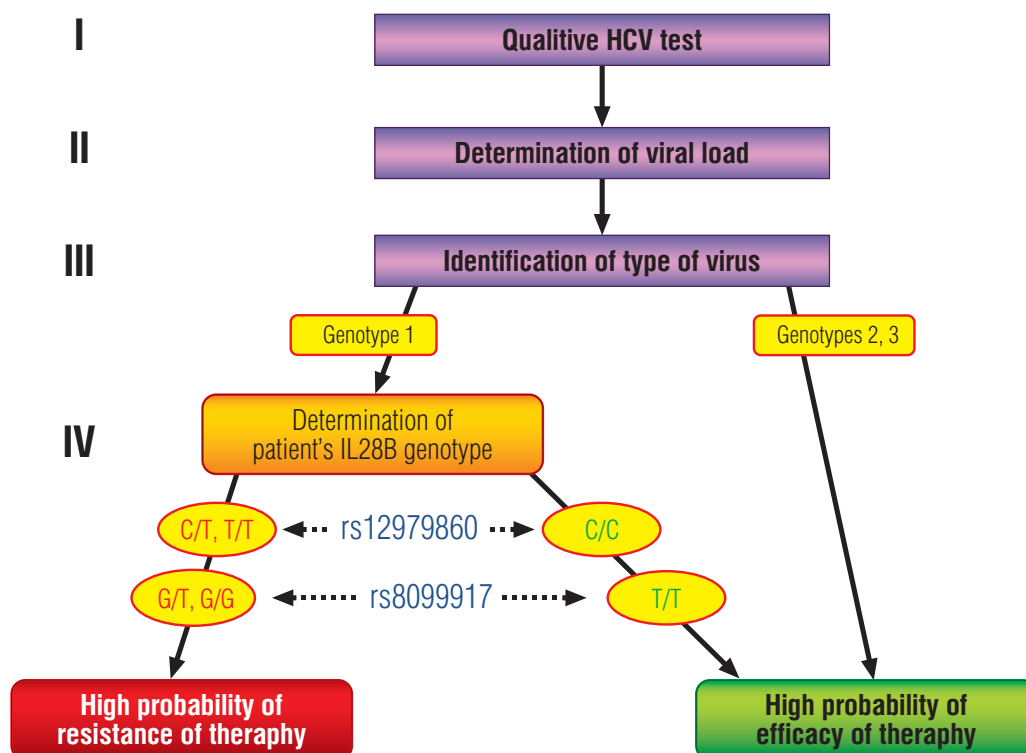 I
Qualitive HCV test
II
Determination of viral load
III
Identification of type of virus
Genotype 1
Genotypes 2, 3
IV
Determination of
patient's IL28B genotype
C/T, T/T
rs12979860
C/C
G/T, G/G
rs8099917
T/T
High probability of
resistance of theraphy
High probability of
efficacy of theraphy